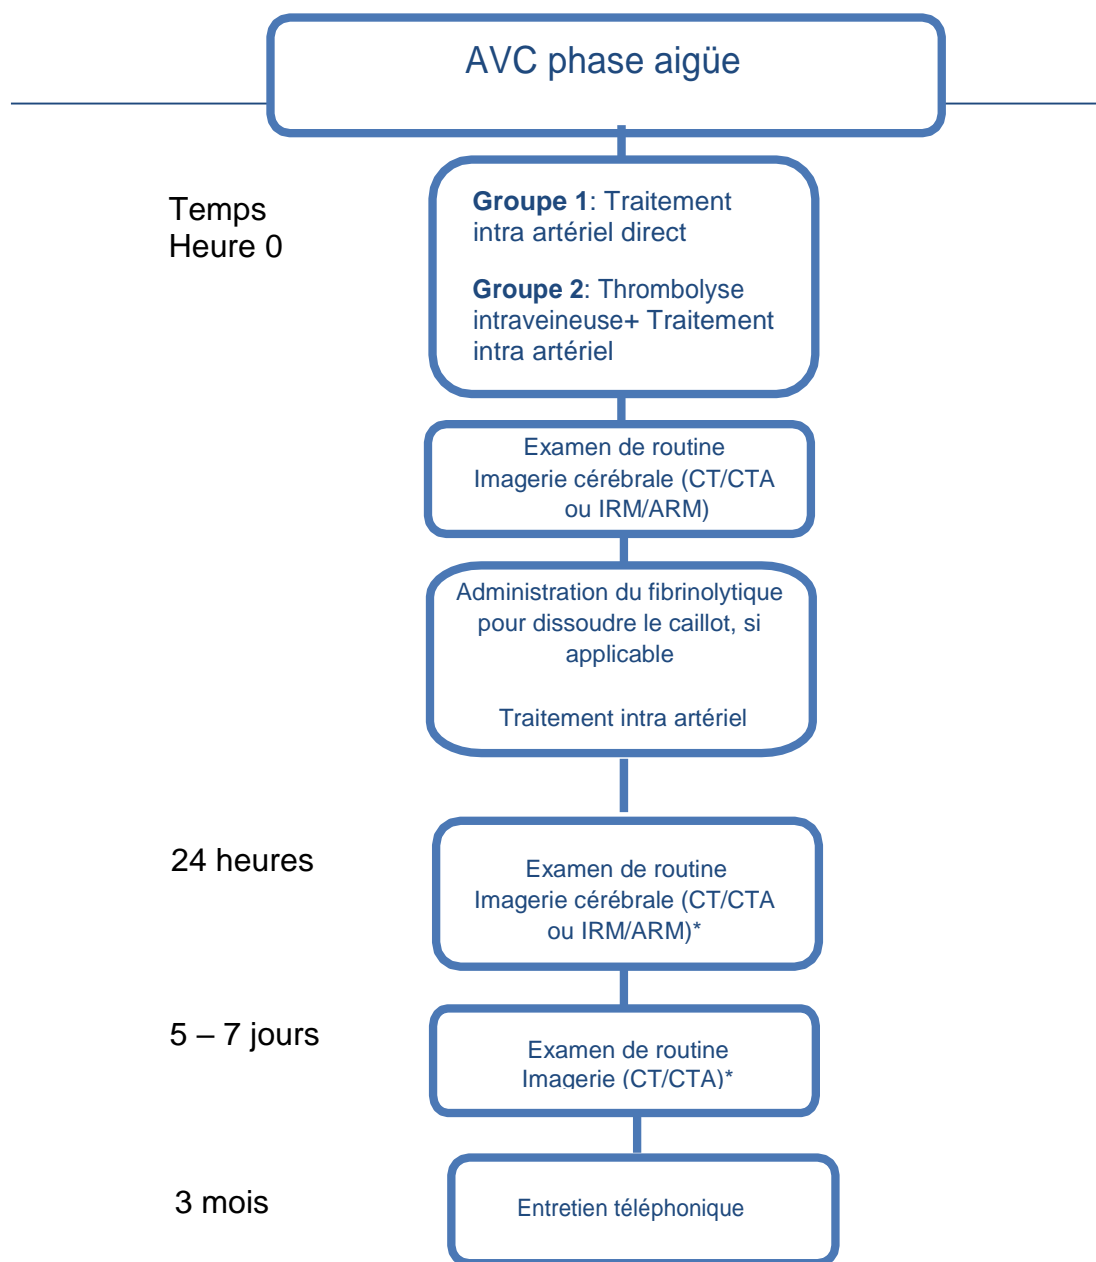 AVC phase aigüe
Temps
Heure 0
Groupe 1: Traitement
intra artériel direct
Groupe 2: Thrombolyse
intraveineuse+ Traitement
intra artériel
Examen de routine
Imagerie cérébrale (CT/CTA
ou IRM/ARM)
Administration du fibrinolytique
pour dissoudre le caillot, si
applicable
Traitement intra artériel
24 heures
Examen de routine
Imagerie cérébrale (CT/CTA
ou IRM/ARM)*
5 – 7 jours
Examen de routine
Imagerie (CT/CTA)*
3 mois
Entretien téléphonique